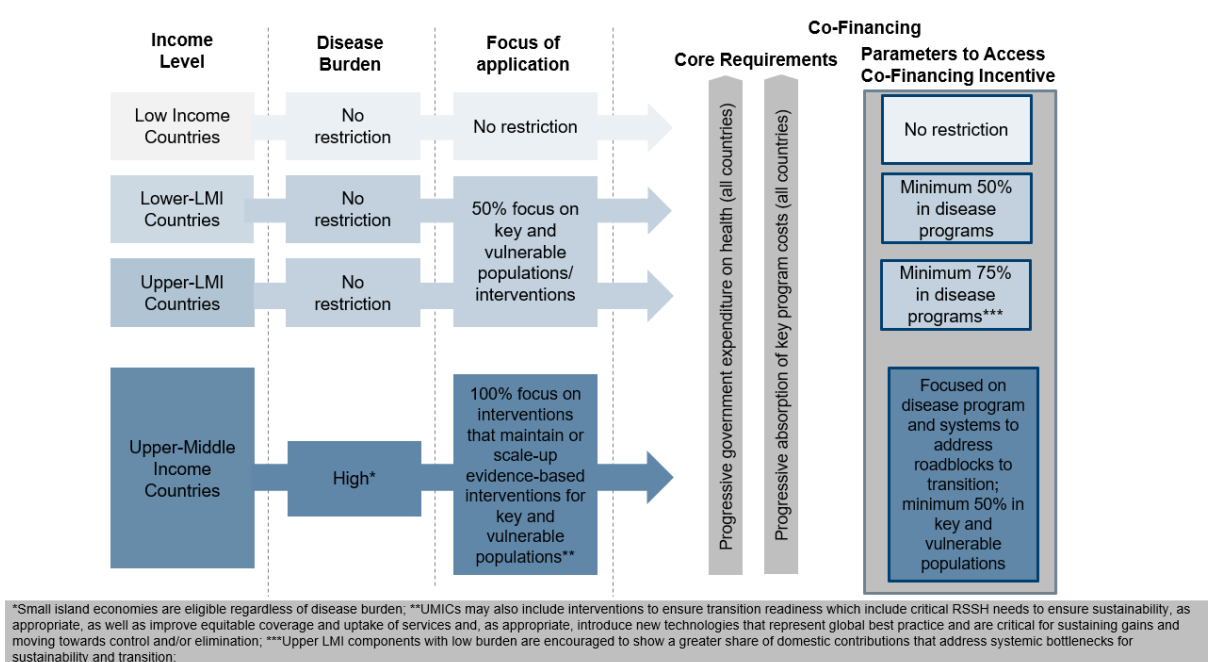 Co-Financing
Income
Level
Disease
Burden
Focus of
application
Core Requirements
Parameters to Access
Co-Financing Incentive
Low Income
Countries
No
restriction
No restriction
No restriction
Lower-LMI
Countries
No
restriction
50% focus on
key and
vulnerable
populations/
interventions
Minimum 50%
in disease
programs
Upper-LMI
Countries
No
restriction
Minimum 75%
in disease
programs***
Upper-Middle
Income
Countries
High*
100% focus on
interventions
that maintain or
scale-up
evidence-based
interventions for
key and
vulnerable
populations**
Progressive government expenditure on health (all countries)
Progressive absorption of key program costs (all countries)
Focused on
disease program
and systems to
address
roadblocks to
transition;
minimum 50% in
key and
vulnerable
populations
*Small island economies are eligible regardless of disease burden; **UMICs may also include interventions to ensure transition readiness which include critical RSSH needs to ensure sustainability, as
appropriate, as well as improve equitable coverage and uptake of services and, as appropriate, introduce new technologies that represent global best practice and are critical for sustaining gains and
moving towards control and/or elimination; ***Upper LMI components with low burden are encouraged to show a greater share of domestic contributions that address systemic bottlenecks for
sustainability and transition;